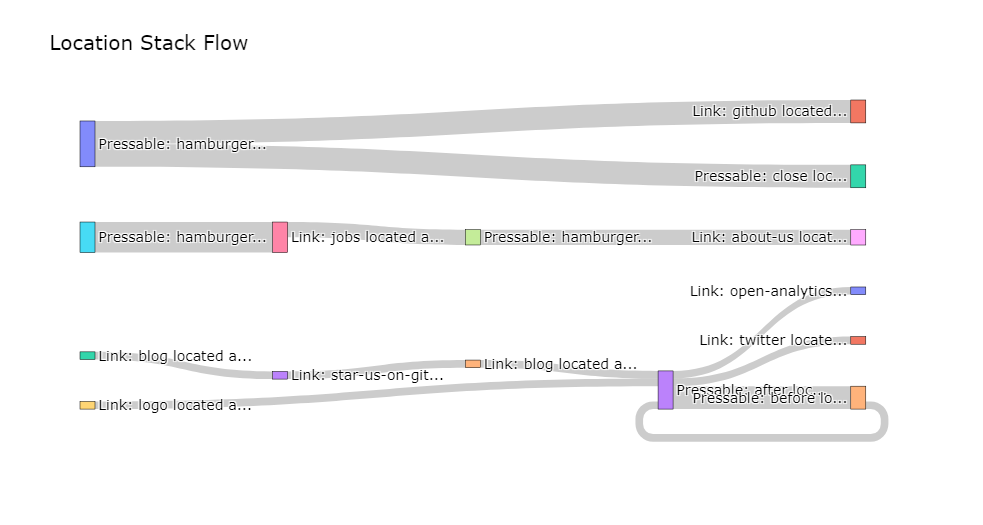 Location Stack Flow
Link: github located...
Pressable: hamburger...
Pressable: close loc...
Pressable: hamburger...
Link: jobs located a...
Pressable: hamburger...
Link: about-us locat...
Link: open-analytics...
Link: twitter locate...
Link: blog located a...
Link: star-us-on-git...
Link: blog located a...
Pressable: after loc...
Pressable: before lo...
Link: logo located a...